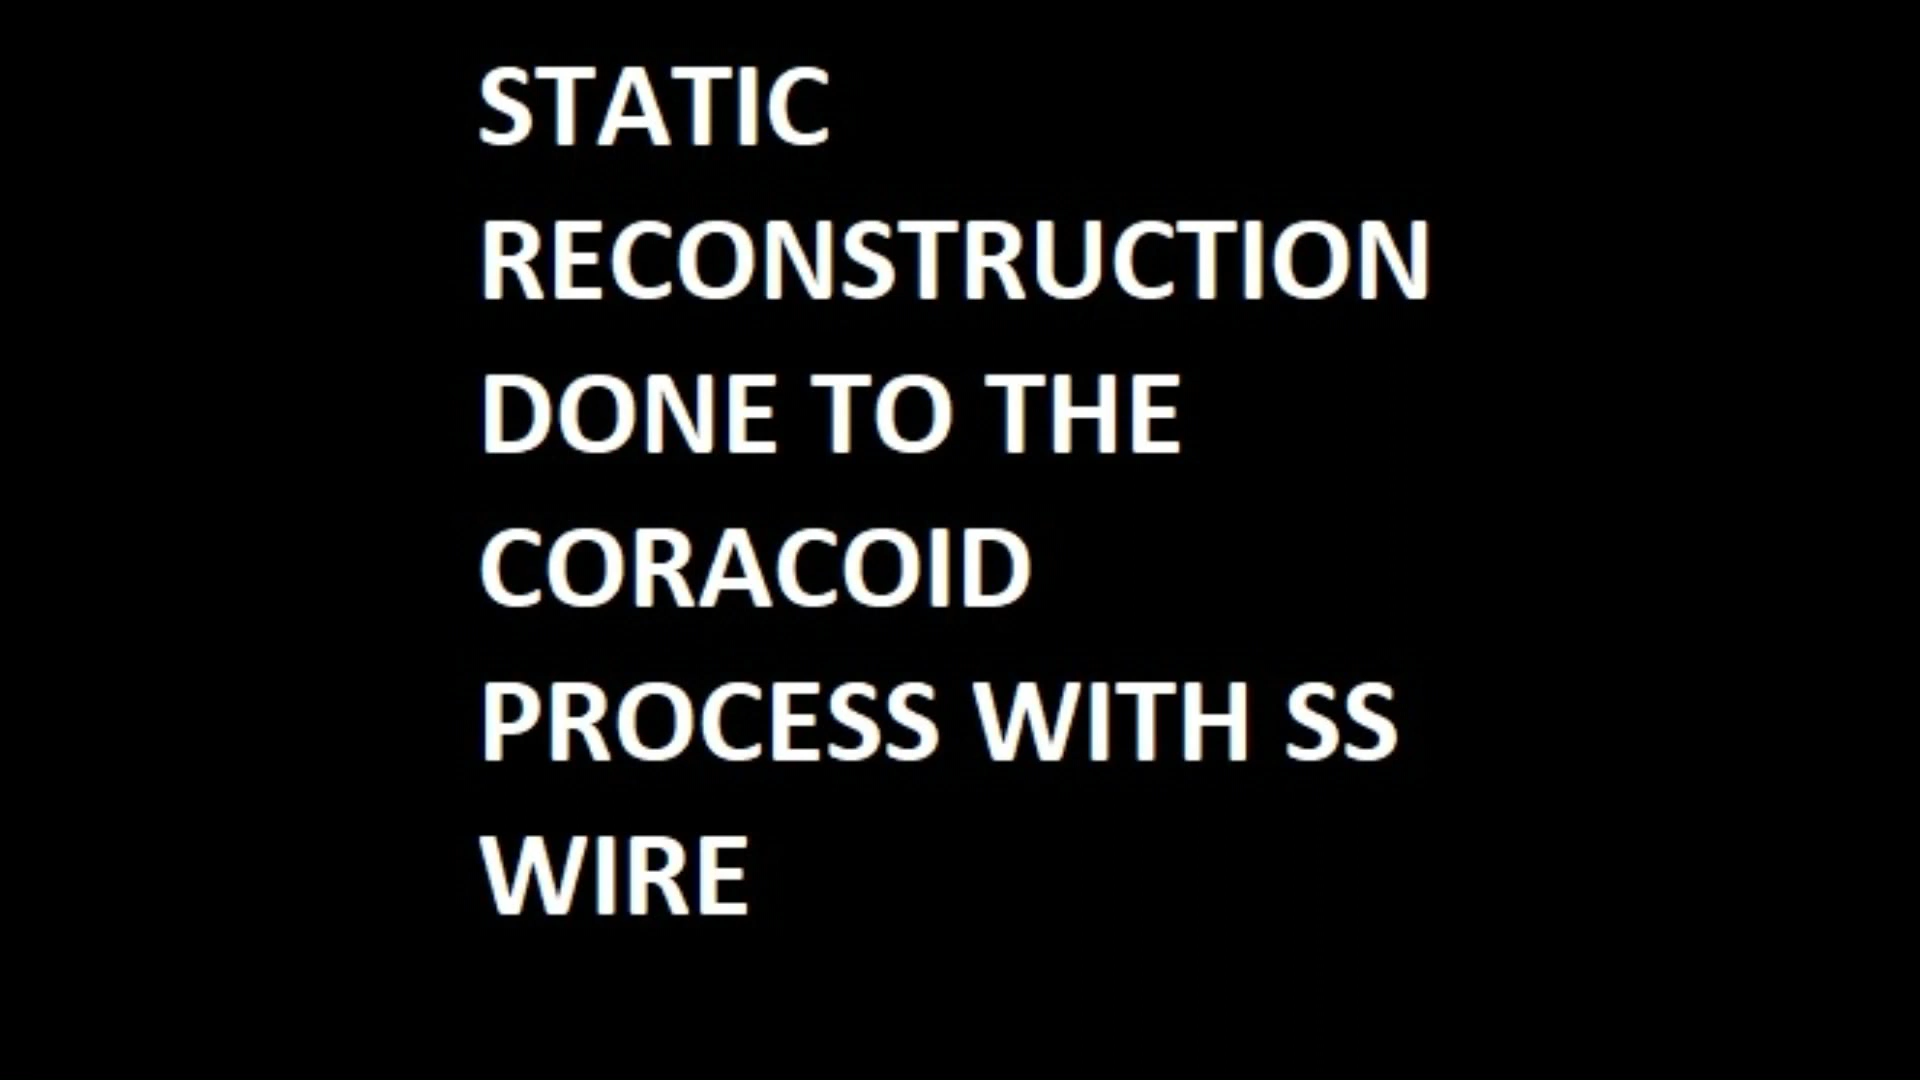 STATIC
RECONSTRUCTION
DONE TO THE
CORACOID
PROCESS WITH SS
WIRE